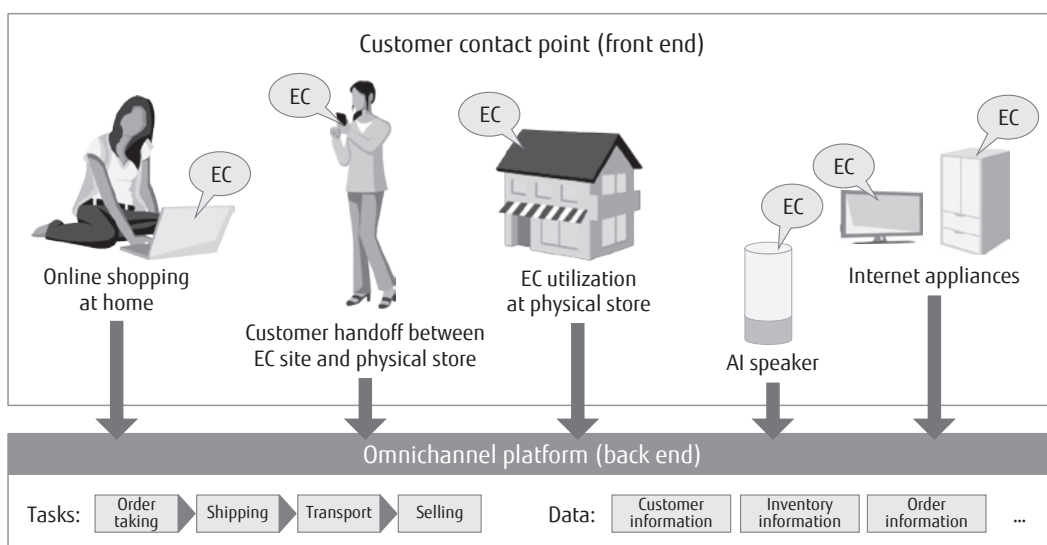 Customer contact point (front end)
EC
EC
EC
EC
EC
EC
Online shopping
at home
Customer handoff between
EC site and physical store
EC utilization
at physical store
AI speaker
Internet appliances
Omnichannel platform (back end)
Tasks:
Order
taking
Shipping
Transport
Selling
Data:
Customer
information
Inventory
information
Order
information
...